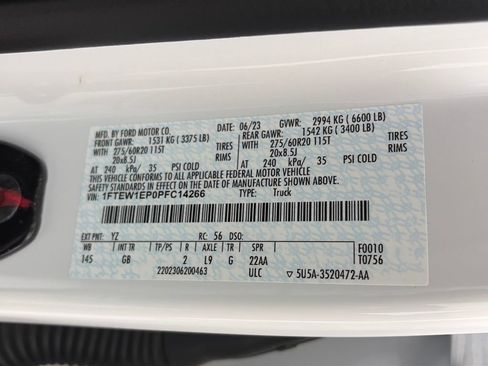 MFD. BY FORD MOTOR CO.
DATE: 06/23 GVWR: 2994 KG ( 6600 LB)
FRONT GAWR: 1531 KG ( 3375 LB) REAR GAWR: 1542 KG ( 3400 LB)
WITH 275/60R20 115T TIRES WITH 275/60R20 115T TIRES
20x8.5J RIMS 20x8.5J RIMS
AT 240 kPa/ 35 PSI COLD AT 240 kPa/ 35 PSI COLD
THIS VEHICLE CONFORMS TO ALL APPLICABLE FEDERAL MOTOR VEHICLE SAFETY AND THEFT PREVENTION STANDARDS IN EFFECT ON THE DATE OF MANUFACTURE SHOWN ABOVE.
VIN: 1FTEW1EP0PFC14266 TYPE: Truck
EXT PNT: YZ RC: 56 DSO:
WB INT TR TP/PS R AXLE TR SPR F0010
145 GB 2 L9 G 22AA T0756
2202306200463 ULC 5U5A-3520472-AA